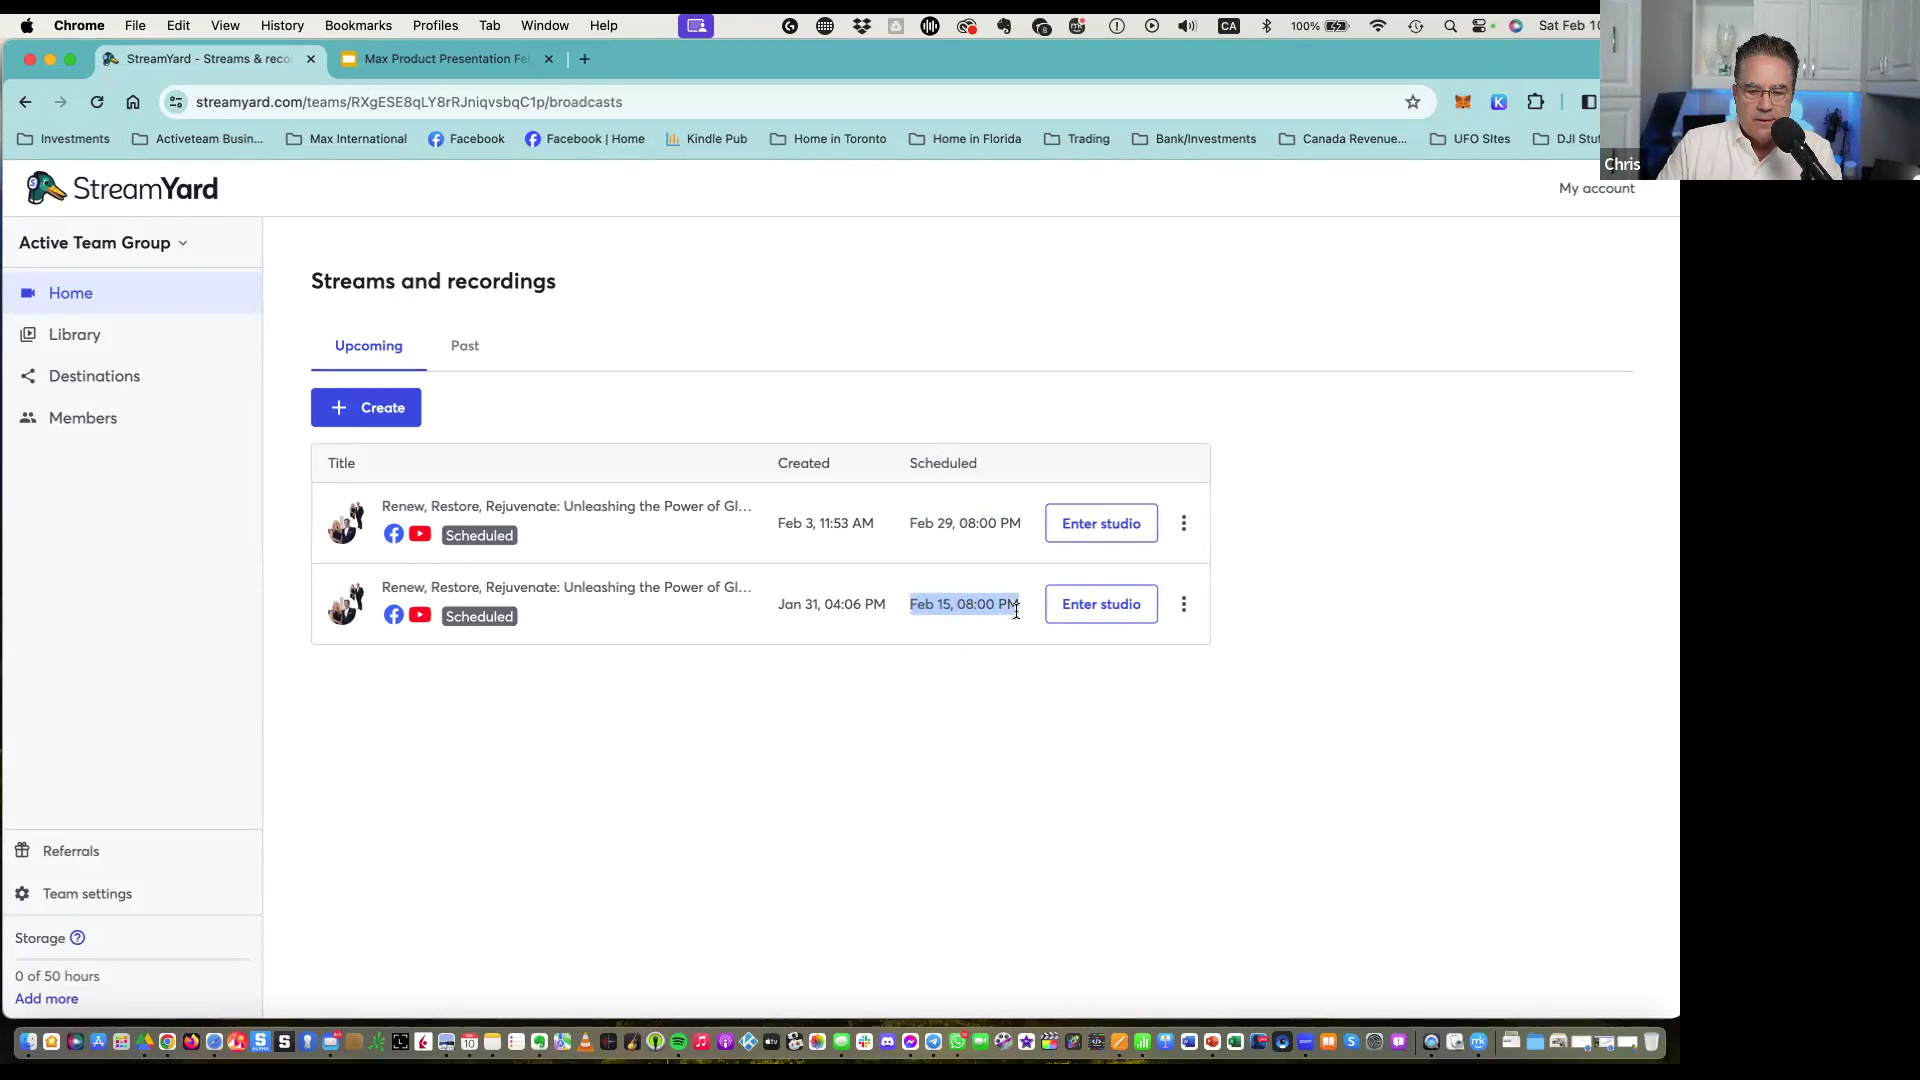 Chrome File Edit View History Bookmarks Profiles Tab Window Help CA 100% Sat Feb 10
StreamYard - Streams & reco Max Product Presentation Fe
streamyard.com/teams/RXgESE8qLY8rRJniqvsbqC1p/broadcasts
Investments Activeteam Busin... Max International Facebook Facebook | Home Kindle Pub Home in Toronto Home in Florida Trading Bank/Investments Canada Revenue... UFO SItes DJI Stu
Chris
StreamYard
My account
Active Team Group
Home
Library
Destinations
Members
Streams and recordings
Upcoming Past
+ Create
Title Created Scheduled
Renew, Restore, Rejuvenate: Unleashing the Power of Gl...
Scheduled
Feb 3, 11:53 AM Feb 29, 08:00 PM Enter studio
Renew, Restore, Rejuvenate: Unleashing the Power of Gl...
Scheduled
Jan 31, 04:06 PM Feb 15, 08:00 PM Enter studio
Referrals
Team settings
Storage ?
0 of 50 hours
Add more